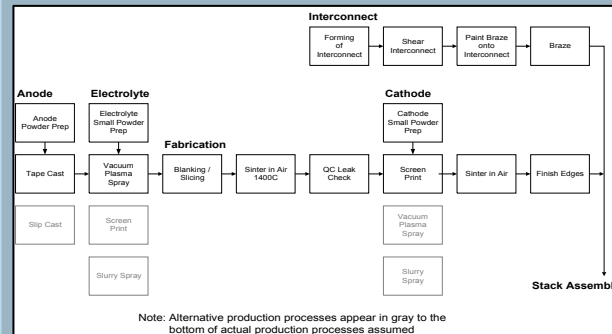 Interconnect
Forming
of
Interconnect
Shear
Interconnect
Paint Braze
onto
Interconnect
Braze
Anode
Electrolyte
Cathode
Anode
Powder Prep
Electrolyte
Small Powder
Prep
Cathode
Small Powder
Prep
Fabrication
Tape Cast
Vacuum
Plasma
Spray
Blanking /
Slicing
Sinter in Air
1400C
QC Leak
Check
Screen
Print
Sinter in Air
Finish Edges
Slip Cast
Screen
Print
Vacuum
Plasma
Spray
Slurry Spray
Slurry
Spray
Stack Assembl
Note: Alternative production processes appear in gray to the
bottom of actual production processes assumed